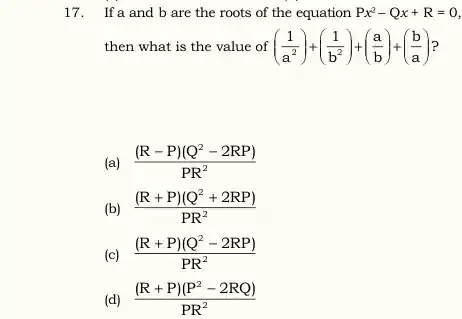 17. If a and b are the roots of the equation Px² – Qx + R = 0,
then what is the value of (1/a²)+(1/b²)+(a/b)+(b/a)?
(a) (R – P)(Q² – 2RP)/PR²
(b) (R + P)(Q² + 2RP)/PR²
(c) (R + P)(Q² – 2RP)/PR²
(d) (R + P)(P² – 2RQ)/PR²